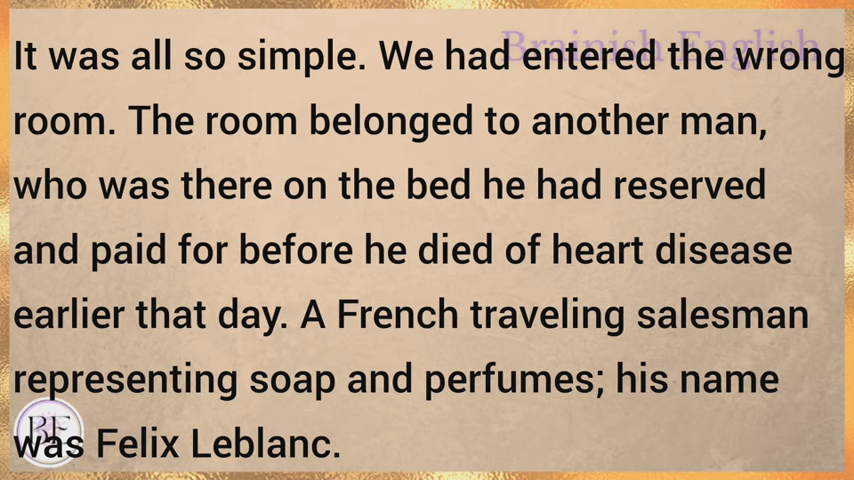 Brainish English
It was all so simple. We had entered the wrong
room. The room belonged to another man,
who was there on the bed he had reserved
and paid for before he died of heart disease
earlier that day. A French traveling salesman
representing soap and perfumes; his name
was Felix Leblanc.
BE